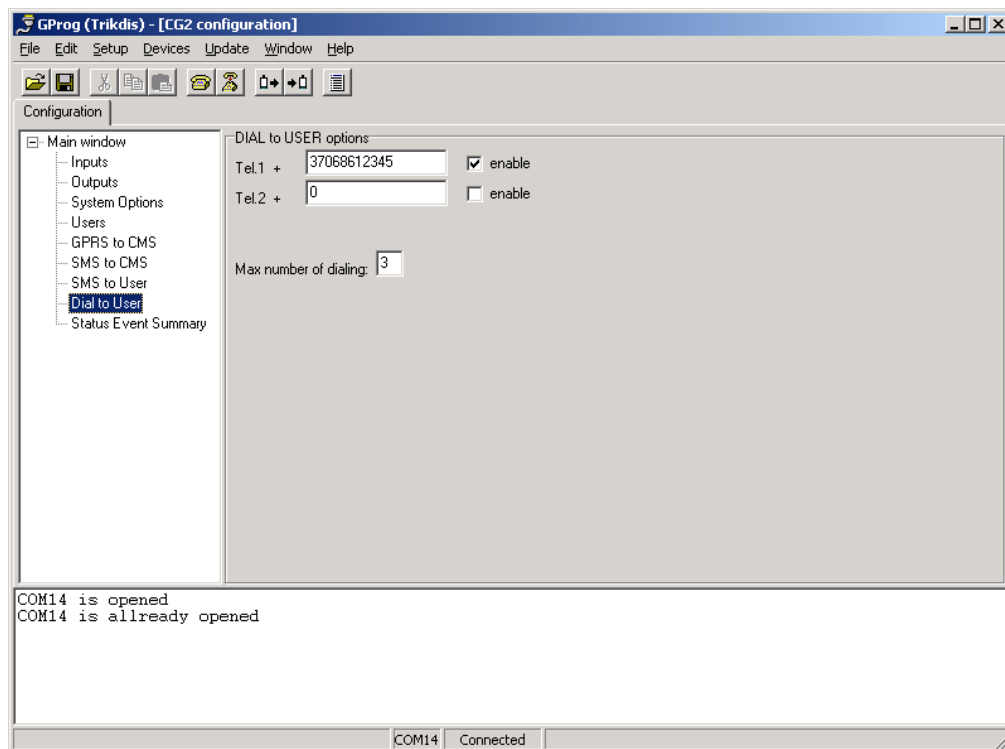 GProg (Trikdis) - [CG2 configuration]
File Edit Setup Devices Update Window Help
Configuration
Main window
Inputs
Outputs
System Options
Users
GPRS to CMS
SMS to CMS
SMS to User
Dial to User
Status Event Summary
DIAL to USER options
Tel.1 + 37068612345 enable
Tel.2 + 0 enable
Max number of dialing: 3
COM14 is opened
COM14 is allready opened
COM14 Connected